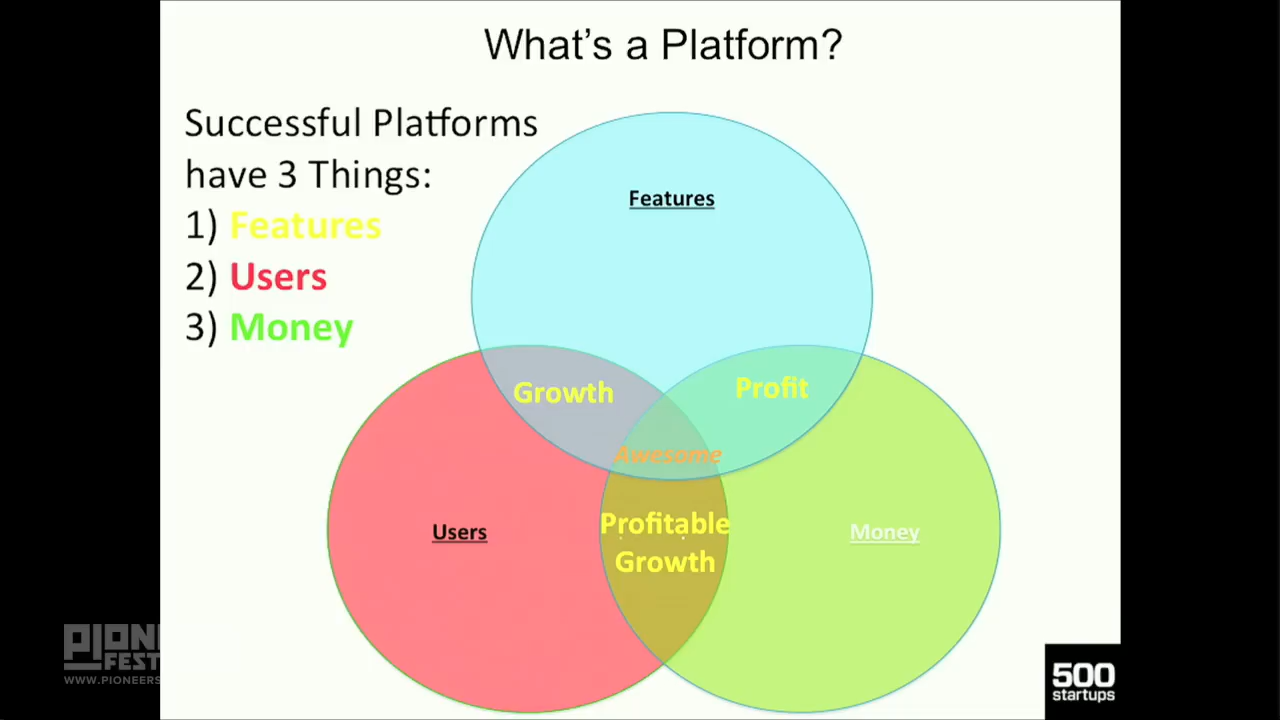 What's a Platform?
Successful Platforms
have 3 Things:
1) Features
2) Users
3) Money
Features
Growth
Profit
Awesome
Profitable
Growth
Users
Money
FEST
500
startups